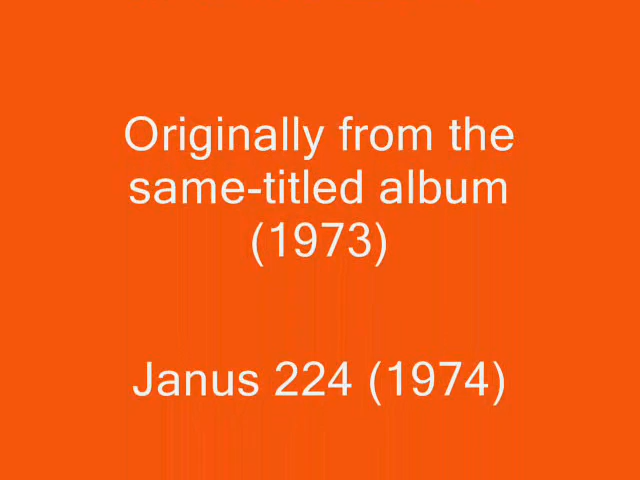 Originally from the
same-titled album
(1973)
Janus 224 (1974)